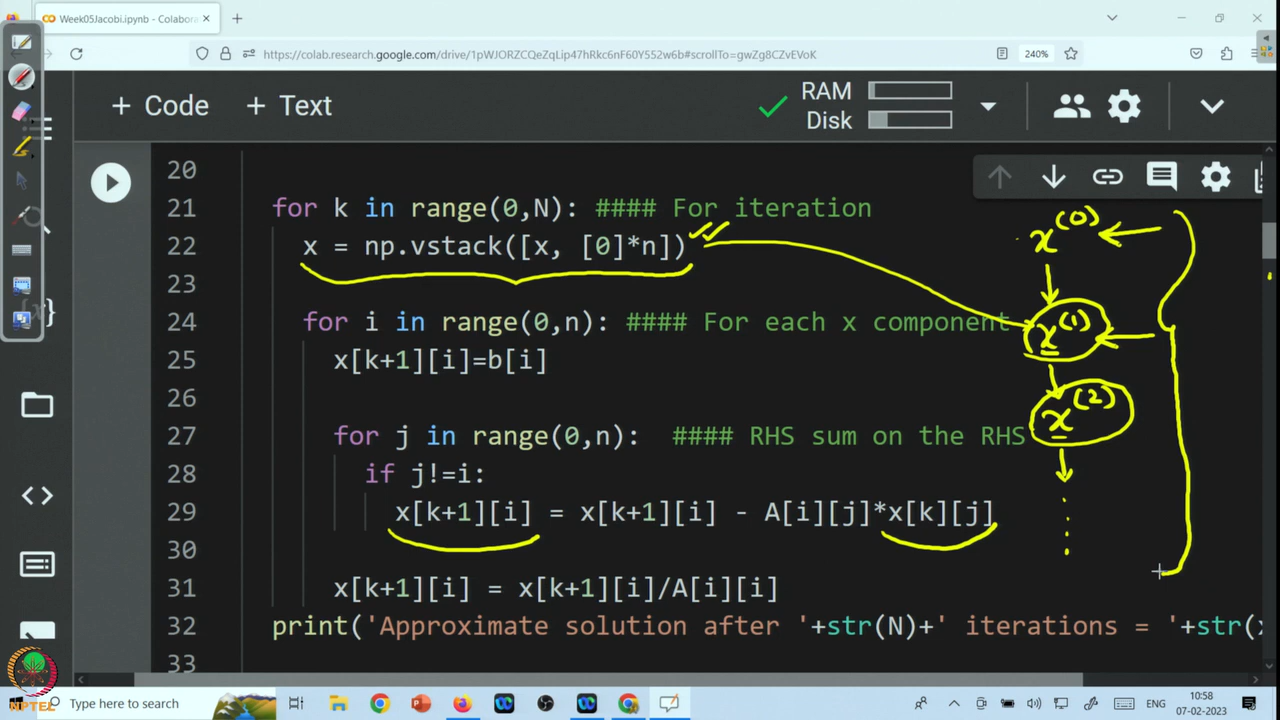 Week05Jacobi.ipynb - Colabora
https://colab.research.google.com/drive/1pWJORZCQeZqLip47hRkc6nF60Y552w6b#scrollTo=gwZg8CZvEVoK
240%
+ Code + Text
RAM
Disk
20
21 for k in range(0,N): #### For iteration
22 x = np.vstack([x, [0]*n])
23
24 for i in range(0,n): #### For each x component
25 x[k+1][i]=b[i]
26
27 for j in range(0,n): #### RHS sum on the RHS
28 if j!=i:
29 x[k+1][i] = x[k+1][i] - A[i][j]*x[k][j]
30
31 x[k+1][i] = x[k+1][i]/A[i][i]
32 print('Approximate solution after '+str(N)+' iterations = '+str(x
33
x(0)
x(1)
x(2)
{x}
NPTEL
Type here to search
ENG
10:58
07-02-2023